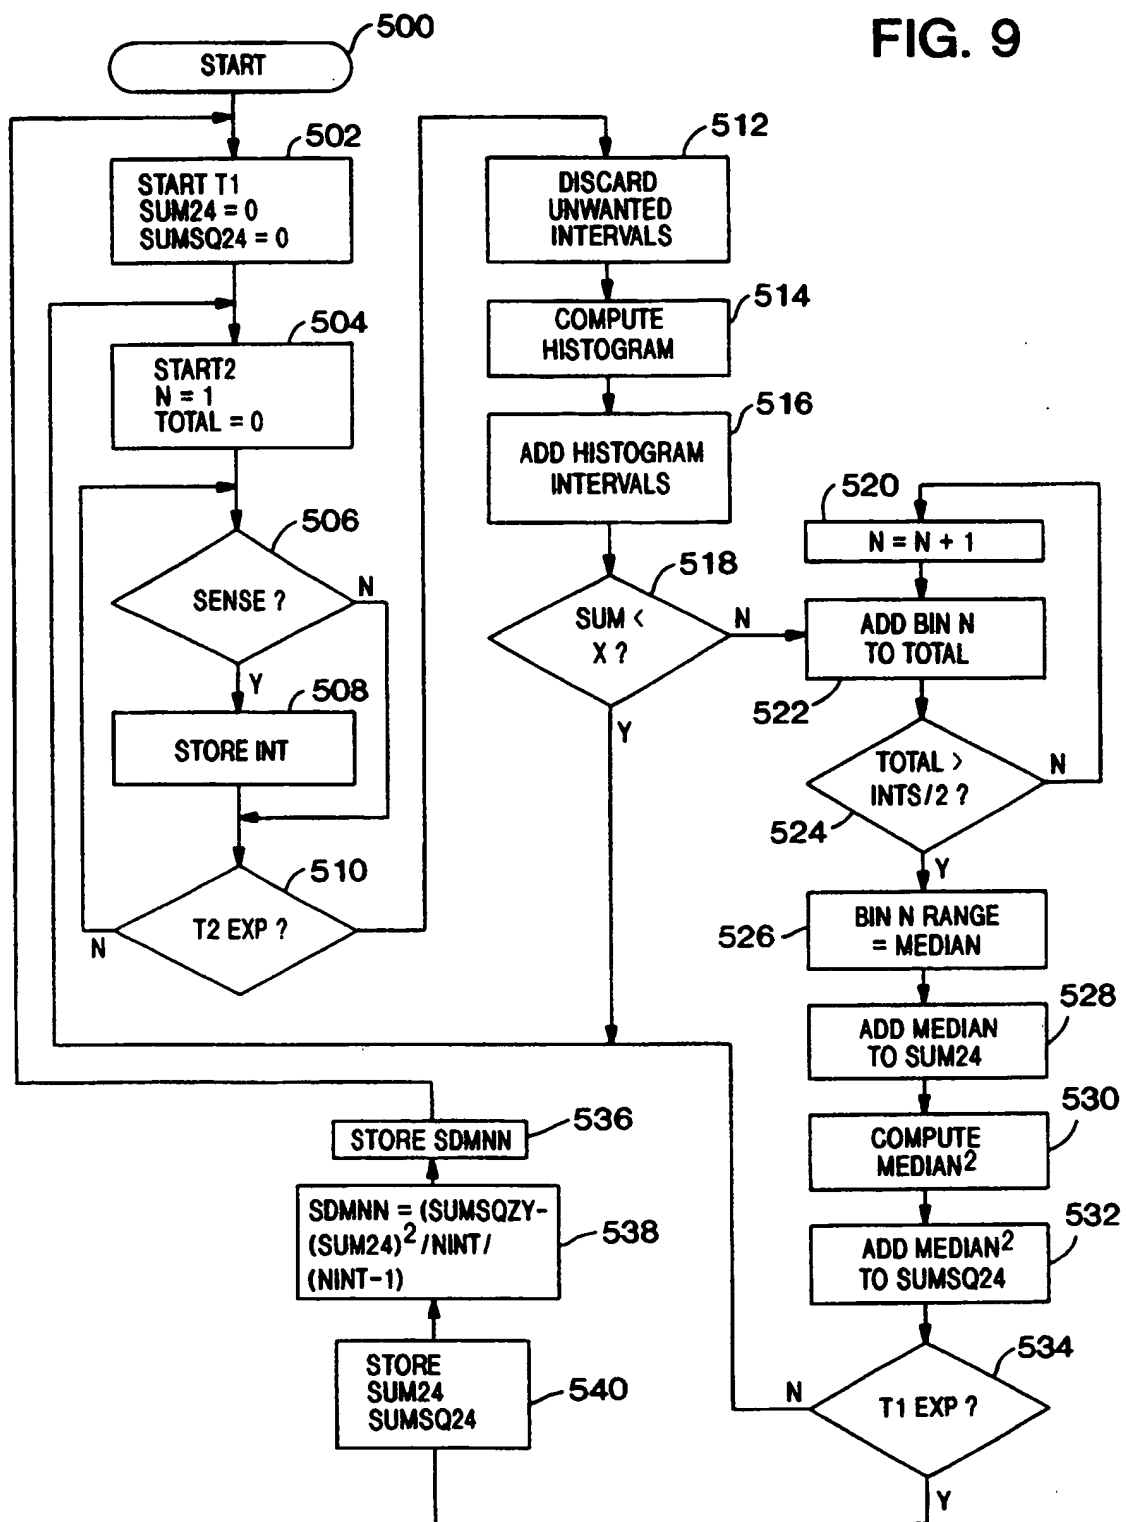 FIG. 9
500
START
502
START T1
SUM24 = 0
SUMSQ24 = 0
504
START2
N = 1
TOTAL = 0
506
SENSE ?
N
Y
508
STORE INT
510
T2 EXP ?
N
512
DISCARD
UNWANTED
INTERVALS
514
COMPUTE
HISTOGRAM
516
ADD HISTOGRAM
INTERVALS
518
SUM <
X ?
N
Y
520
N = N + 1
ADD BIN N
TO TOTAL
522
TOTAL >
INTS/2 ?
N
524
Y
BIN N RANGE
= MEDIAN
526
528
ADD MEDIAN
TO SUM24
530
COMPUTE
MEDIAN²
532
ADD MEDIAN²
TO SUMSQ24
534
T1 EXP ?
N
Y
536
STORE SDMNN
SDMNN = (SUMSQZY-
(SUM24)²/NINT/
(NINT-1)
538
STORE
SUM24
SUMSQ24
540